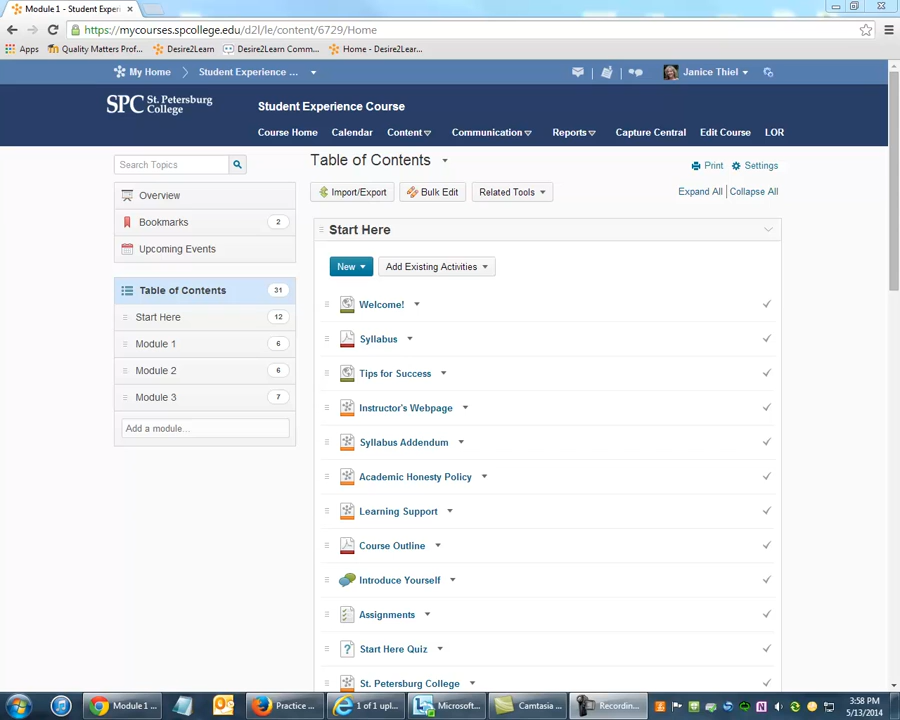 Module 1 - Student Experi
https://mycourses.spcollege.edu/d2l/le/content/6729/Home
Apps Quality Matters Prof... Desire2Learn Desire2Learn Comm... Home - Desire2Lear...
My Home Student Experience ... Janice Thiel
SPC St. Petersburg College Student Experience Course
Course Home Calendar Content Communication Reports Capture Central Edit Course LOR
Search Topics
Table of Contents
Print Settings
Overview
Import/Export Bulk Edit Related Tools
Expand All Collapse All
Bookmarks 2
Upcoming Events
Start Here
New Add Existing Activities
Table of Contents 31
Start Here 12
Module 1 6
Module 2 6
Module 3 7
Add a module...
Welcome!
Syllabus
Tips for Success
Instructor's Webpage
Syllabus Addendum
Academic Honesty Policy
Learning Support
Course Outline
Introduce Yourself
Assignments
Start Here Quiz
St. Petersburg College
Module 1 ... Practice ... 1 of 1 upl... Microsoft... Camtasia ... Recordin...
3:58 PM
5/13/2014